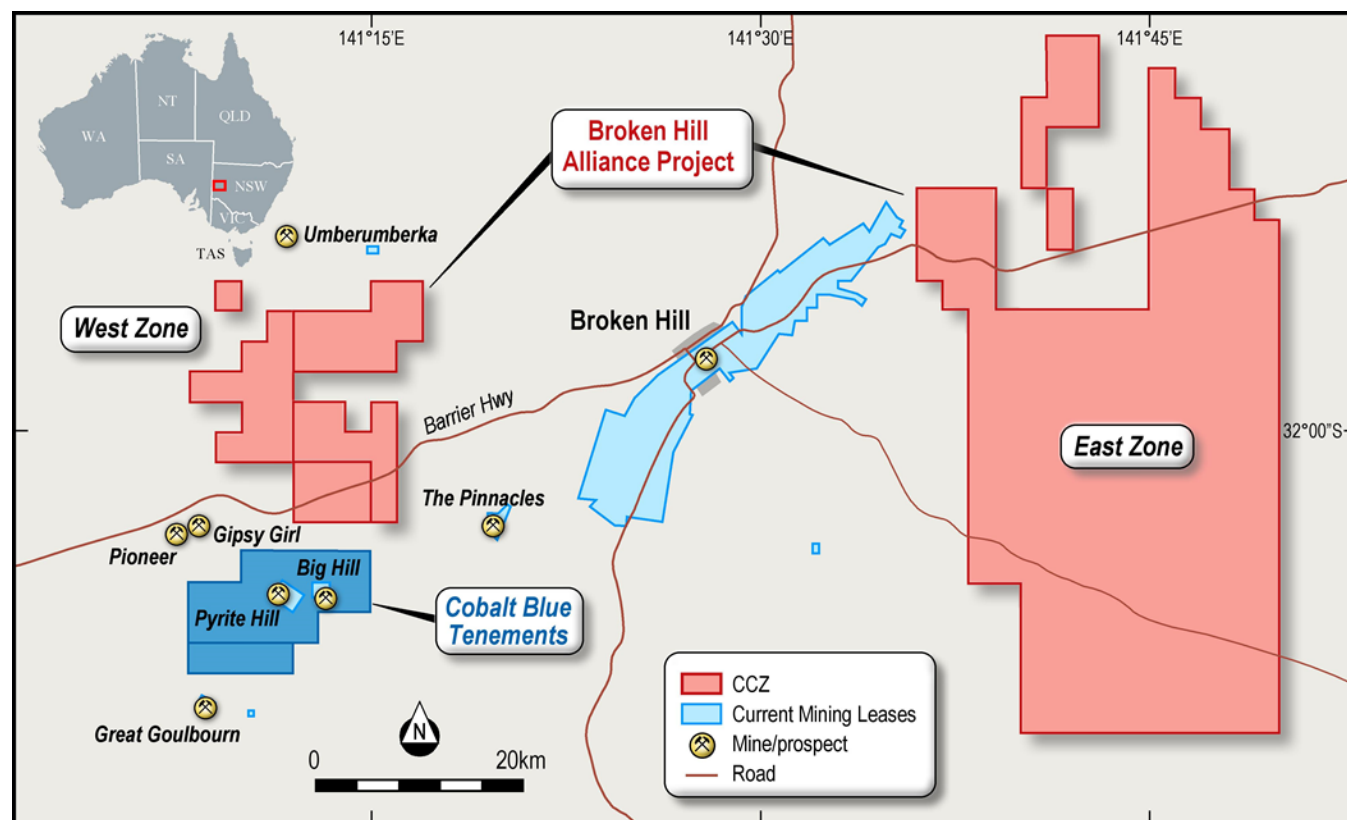 141°15'E
141°30'E
141°45'E
NT
QLD
WA
SA
NSW
VIC
TAS
Broken Hill
Alliance Project
Umberumberka
West Zone
Broken Hill
Barrier Hwy
32°00"S
East Zone
The Pinnacles
Gipsy Girl
Pioneer
Big Hill
Pyrite Hill
Cobalt Blue
Tenements
Great Goulbourn
N
0
20km
CCZ
Current Mining Leases
Mine/prospect
Road